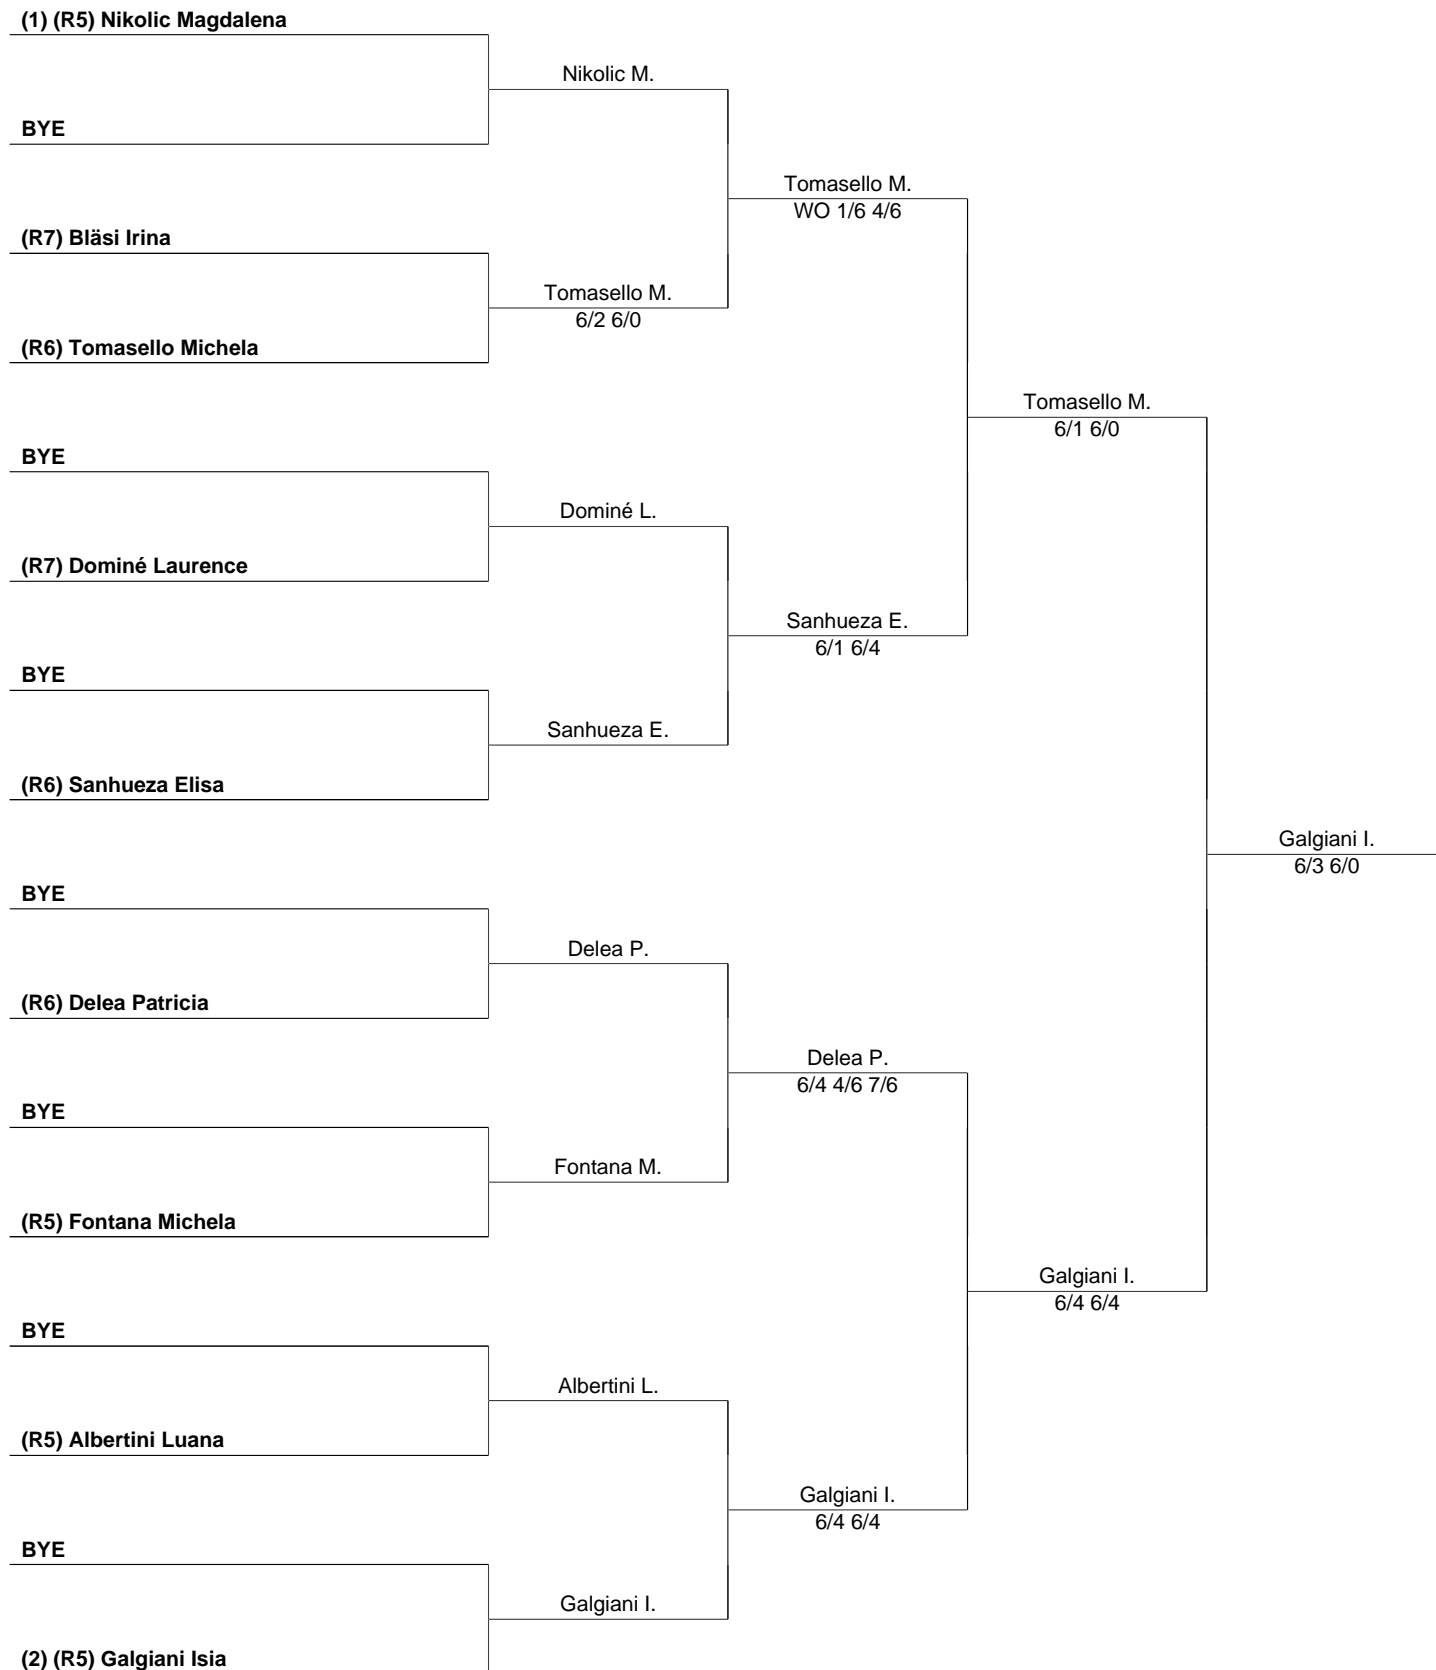 (1) (R5) Nikolic Magdalena
Nikolic M.
BYE
Tomasello M.
WO 1/6 4/6
(R7) Bläsi Irina
Tomasello M.
6/2 6/0
(R6) Tomasello Michela
Tomasello M.
6/1 6/0
BYE
Dominé L.
(R7) Dominé Laurence
Sanhueza E.
6/1 6/4
BYE
Sanhueza E.
(R6) Sanhueza Elisa
Galgiani I.
6/3 6/0
BYE
Delea P.
(R6) Delea Patricia
Delea P.
6/4 4/6 7/6
BYE
Fontana M.
(R5) Fontana Michela
Galgiani I.
6/4 6/4
BYE
Albertini L.
(R5) Albertini Luana
Galgiani I.
6/4 6/4
BYE
Galgiani I.
(2) (R5) Galgiani Isia